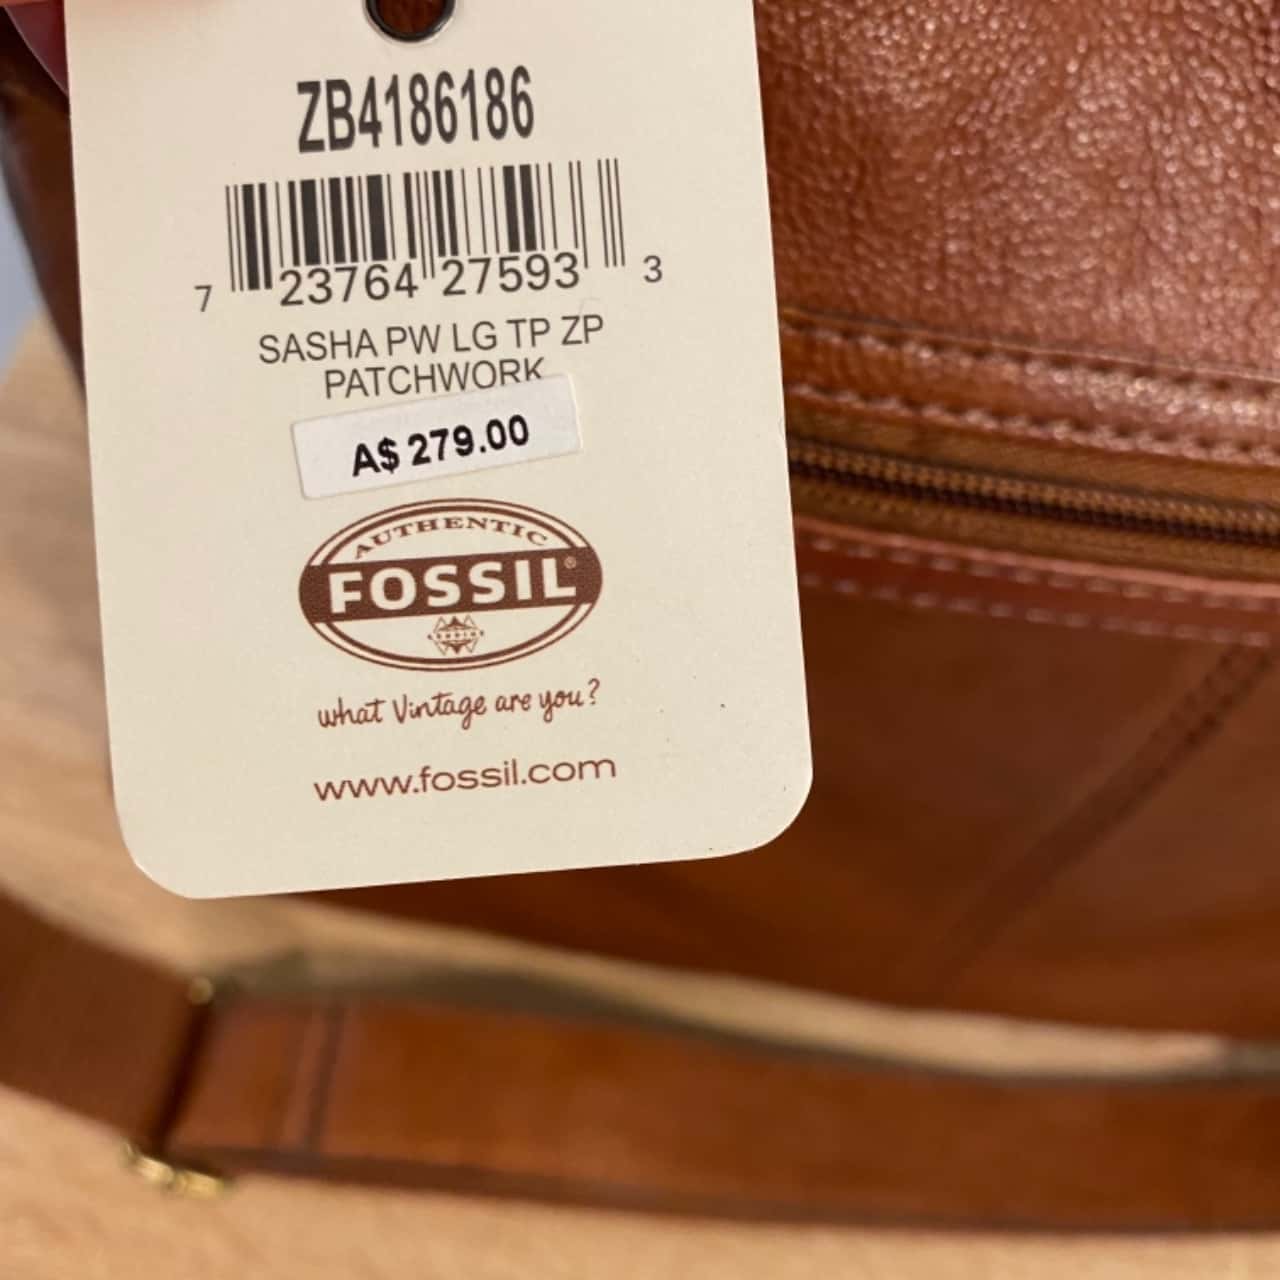 ZB4186186
7 23764 27593 3
SASHA PW LG TP ZP
PATCHWORK
A$ 279.00
AUTHENTIC
FOSSIL®
what Vintage are you?
www.fossil.com